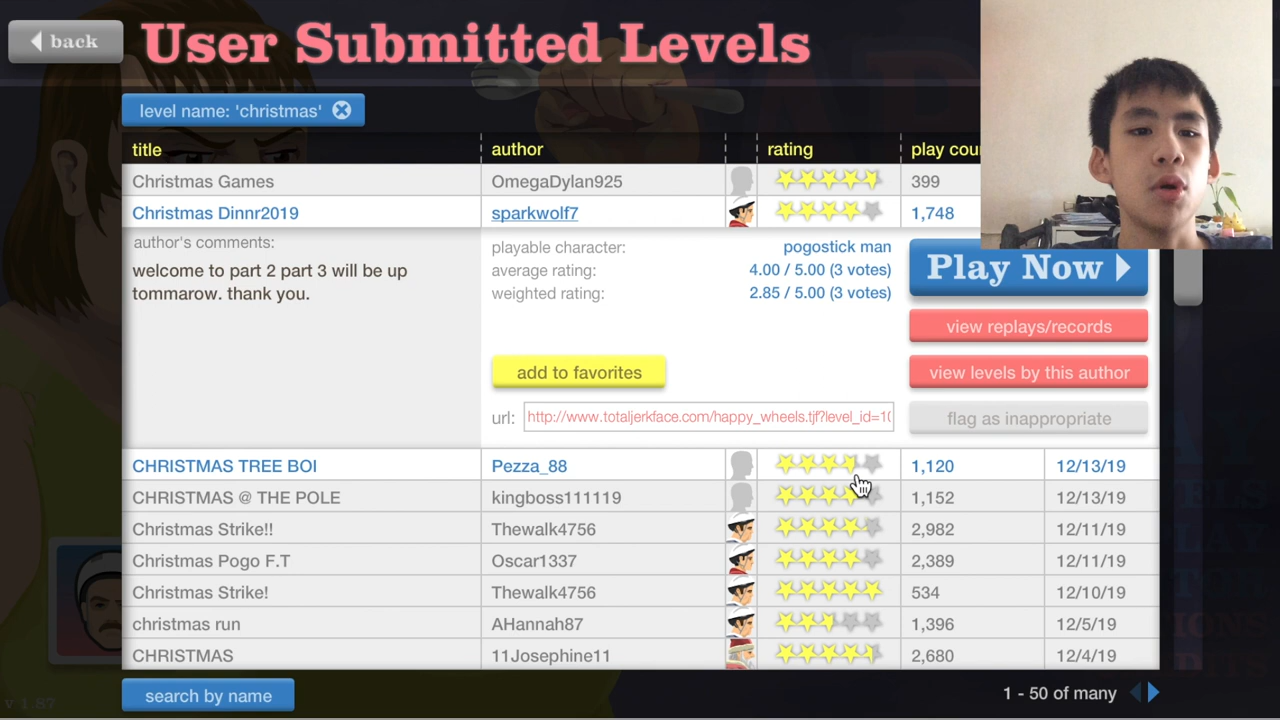 back
User Submitted Levels
level name: 'christmas'
title author rating play cou
Christmas Games OmegaDylan925 399
Christmas Dinnr2019 sparkwolf7 1,748
author's comments:
welcome to part 2 part 3 will be up
tommarow. thank you.
playable character: pogostick man
average rating: 4.00 / 5.00 (3 votes)
weighted rating: 2.85 / 5.00 (3 votes)
Play Now
view replays/records
add to favorites
view levels by this author
url: http://www.totaljerkface.com/happy_wheels.tjf?level_id=1(
flag as inappropriate
CHRISTMAS TREE BOI Pezza_88 1,120 12/13/19
CHRISTMAS @ THE POLE kingboss111119 1,152 12/13/19
Christmas Strike!! Thewalk4756 2,982 12/11/19
Christmas Pogo F.T Oscar1337 2,389 12/11/19
Christmas Strike! Thewalk4756 534 12/10/19
christmas run AHannah87 1,396 12/5/19
CHRISTMAS 11Josephine11 2,680 12/4/19
search by name
1 - 50 of many
v 1.87